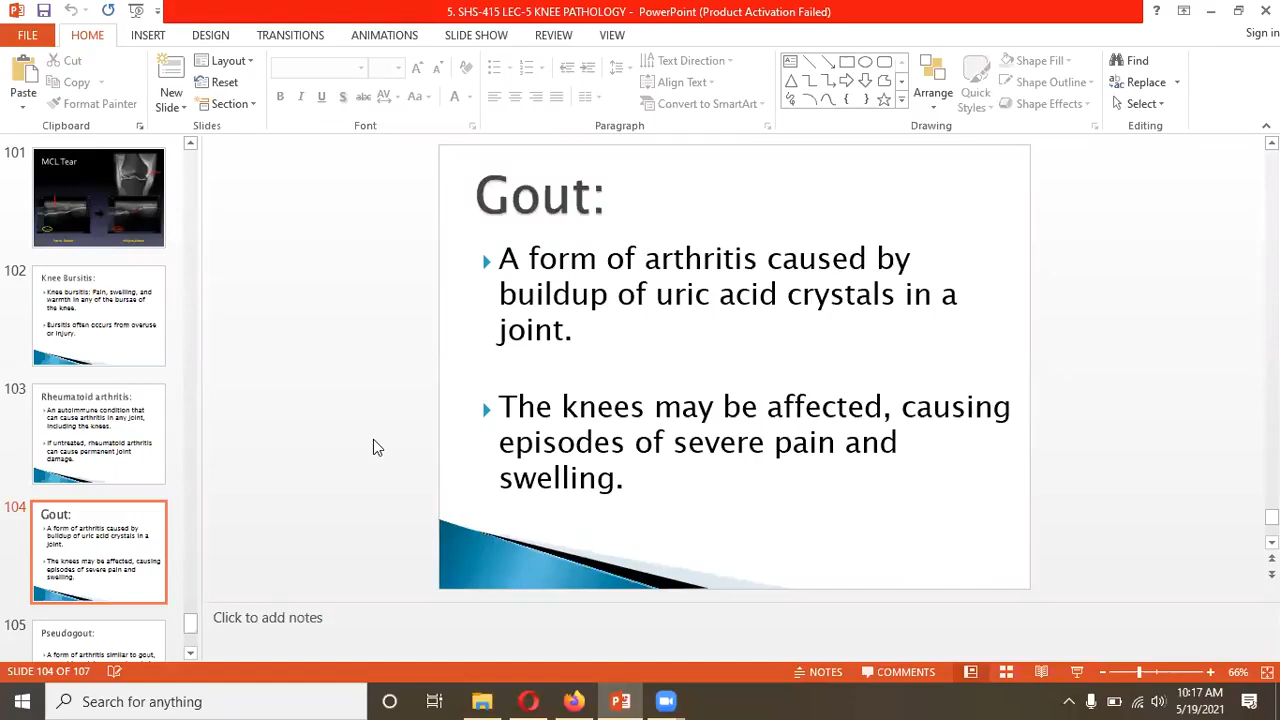 5. SHS-415 LEC-5 KNEE PATHOLOGY - PowerPoint (Product Activation Failed)
FILE HOME INSERT DESIGN TRANSITIONS ANIMATIONS SLIDE SHOW REVIEW VIEW Sign in
Paste
Cut
Copy
Format Painter
Clipboard
New
Slide
Layout
Reset
Section
Slides
B I U S abc AV Aa A
Font
Text Direction
Align Text
Convert to SmartArt
Paragraph
Arrange
Quick
Styles
Shape Fill
Shape Outline
Shape Effects
Drawing
Find
Replace
Select
Editing
101
MCL Tear
102
Knee Bursitis:
Knee bursitis: Pain, swelling, and
warmth in any of the bursae of
the knee.
Bursitis often occurs from overuse
or injury.
103
Rheumatoid arthritis:
An autoimmune condition that
can cause arthritis in any joint,
including the knees.
If untreated, rheumatoid arthritis
can cause permanent joint
damage.
104
Gout:
A form of arthritis caused by
buildup of uric acid crystals in a
joint.
The knees may be affected, causing
episodes of severe pain and
swelling.
105
Pseudogout:
A form of arthritis similar to gout,
Gout:
A form of arthritis caused by
buildup of uric acid crystals in a
joint.
The knees may be affected, causing
episodes of severe pain and
swelling.
Click to add notes
SLIDE 104 OF 107 NOTES COMMENTS 66%
Search for anything
10:17 AM
5/19/2021